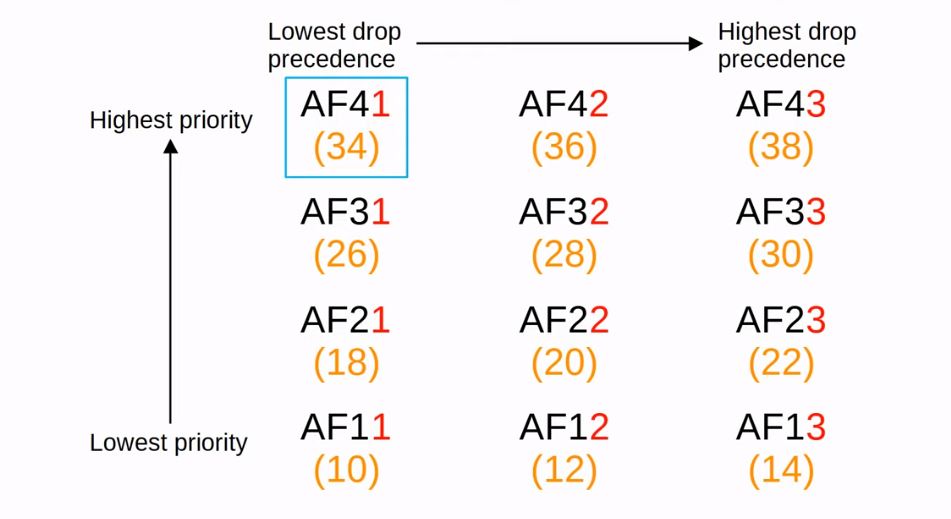 Lowest drop
precedence
Highest drop
precedence
Highest priority
AF41
AF42
AF43
(34)
(36)
(38)
AF31
AF32
AF33
(26)
(28)
(30)
AF21
AF22
AF23
(18)
(20)
(22)
Lowest priority
AF11
AF12
AF13
(10)
(12)
(14)